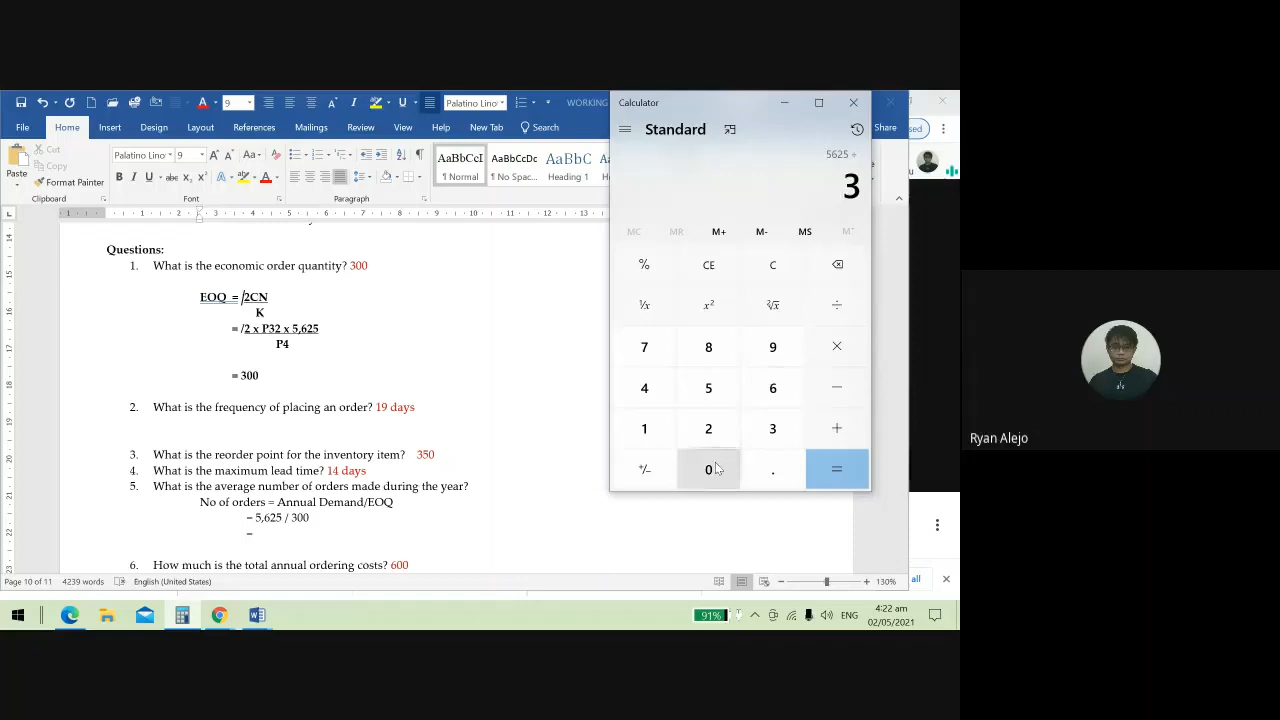 9
Palatino Lino
WORKING
File
Home
Insert
Design
Layout
References
Mailings
Review
View
Help
New Tab
Search
Share
Paste
Cut
Copy
Format Painter
Clipboard
Palatino Lino
9
Font
Paragraph
AaBbCcI
¶ Normal
AaBbCcDc
¶ No Spac...
AaBbC
Heading 1
Questions:
1. What is the economic order quantity? 300
EOQ = /2CN
K
= /2 x P32 x 5,625
P4
= 300
2. What is the frequency of placing an order? 19 days
3. What is the reorder point for the inventory item? 350
4. What is the maximum lead time? 14 days
5. What is the average number of orders made during the year?
No of orders = Annual Demand/EOQ
= 5,625 / 300
=
6. How much is the total annual ordering costs? 600
Page 10 of 11
4239 words
English (United States)
130%
Calculator
Standard
5625 ÷
3
MC MR M+ M- MS M˅
% CE C
⅟x x² ²√x ÷
7 8 9 ×
4 5 6 −
1 2 3 +
+/− 0 . =
all
91%
ENG
4:22 am
02/05/2021
Ryan Alejo